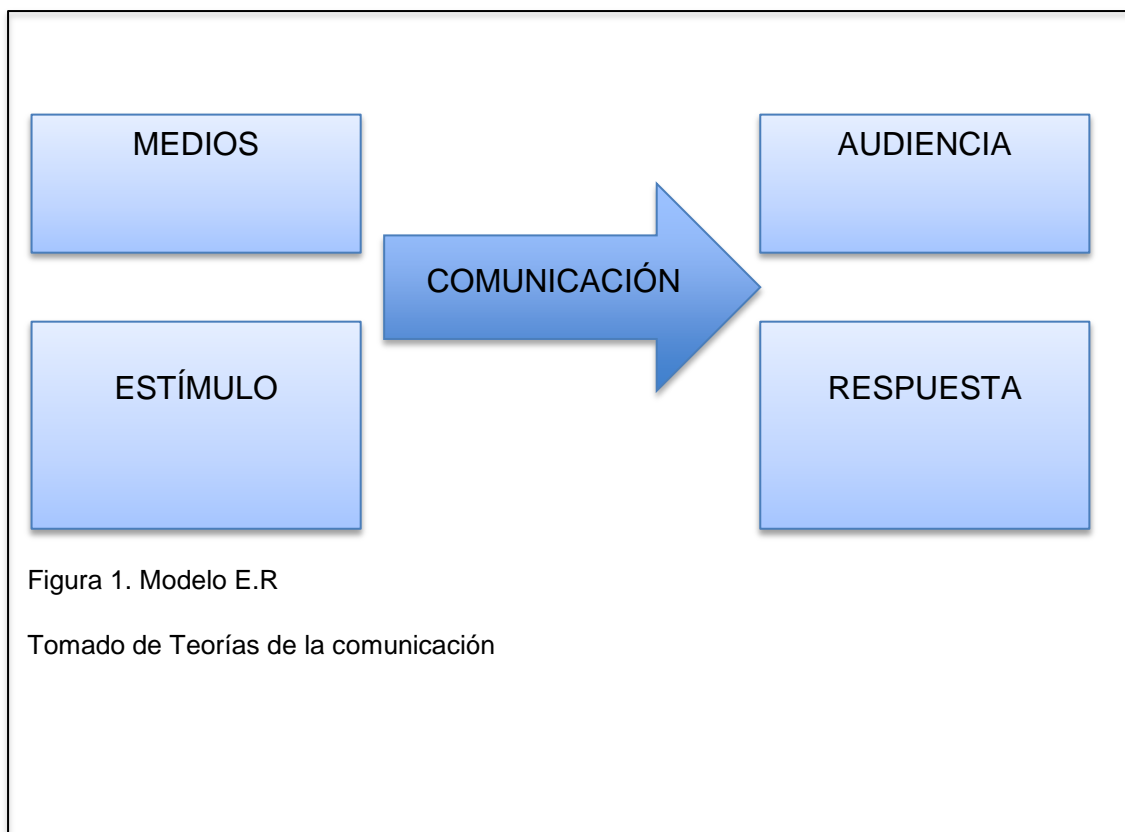 MEDIOS
AUDIENCIA
COMUNICACIÓN
ESTÍMULO
RESPUESTA
Figura 1. Modelo E.R
Tomado de Teorías de la comunicación